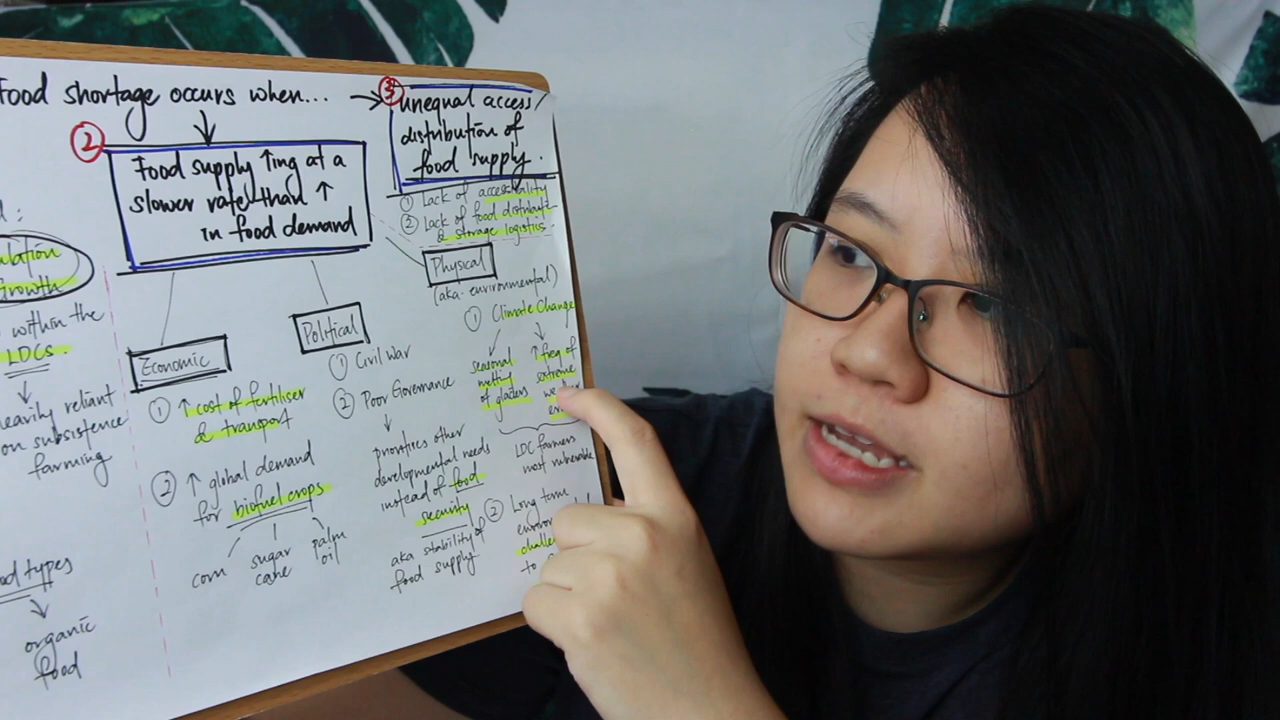 Food shortage occurs when... →
②
Food supply ↑ing at a
slower rate than ↑
in food demand
③
unequal access/
distribution of
food supply.
① Lack of accessibility
② Lack of food
& storage logistics
Growth
within the
LDCs.
heavily reliant
on subsistence
farming
types
organic
food
Economic
① ↑ cost of fertiliser
& transport
② ↑ global demand
for biofuel crops
corn
sugar
cane
palm
oil
Political
① Civil War
② Poor Governance
prioritises other
developmental needs
instead of food
security
aka stability of
food supply
Physical
(aka. environmental)
① Climate Change
seasonal
melting
of glaciers
↑ freq of
extreme
LDC farmers
most vulnerable
② Long term
to